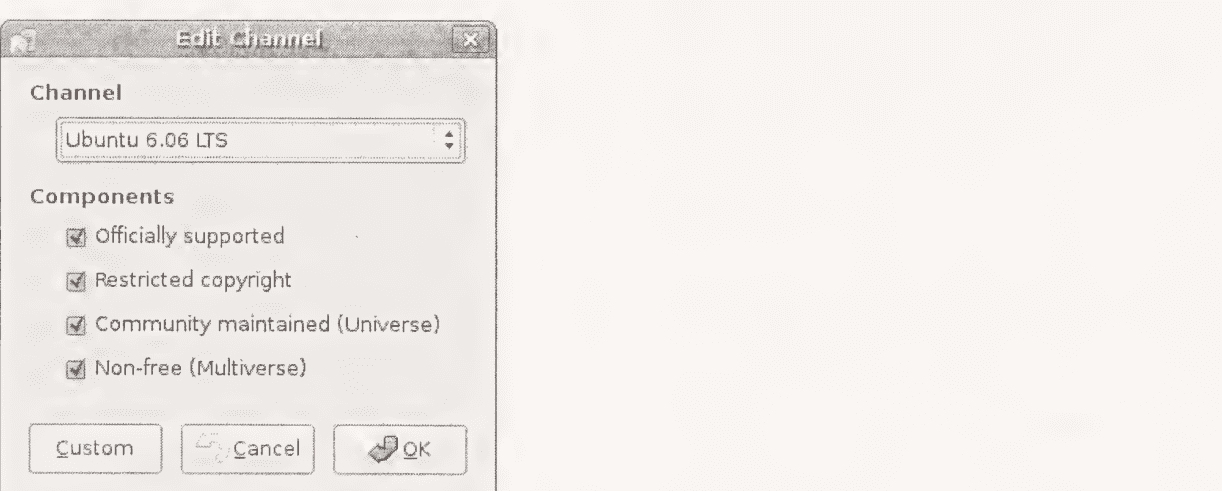 Edit Channel
Channel
Ubuntu 6.06 LTS
Components
Officially supported
Restricted copyright
Community maintained (Universe)
Non-free (Multiverse)
Custom Cancel OK